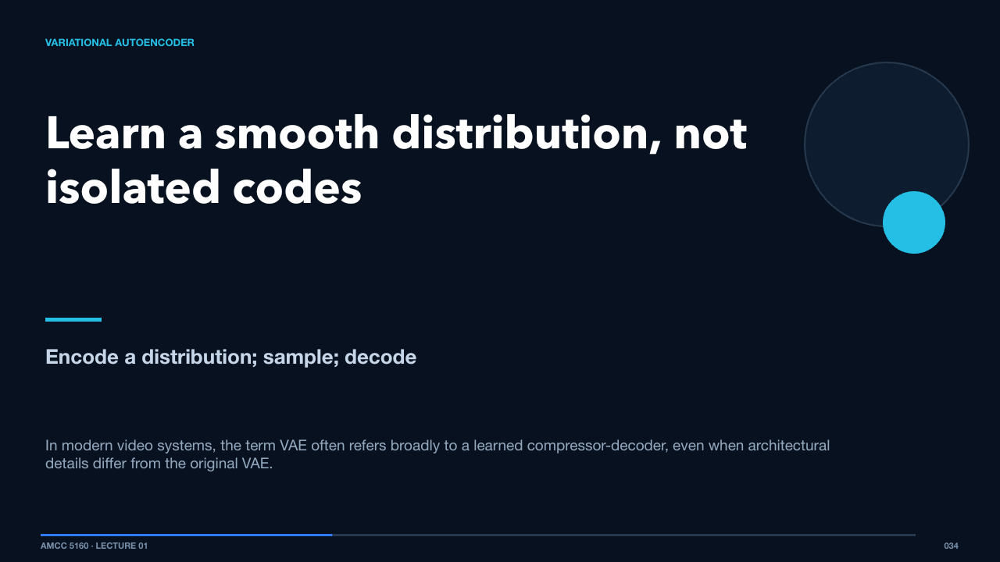 VARIATIONAL AUTOENCODER
Learn a smooth distribution, not
isolated codes
Encode a distribution; sample; decode
In modern video systems, the term VAE often refers broadly to a learned compressor-decoder, even when architectural
details differ from the original VAE.
AMCC 5160 · LECTURE 01
034